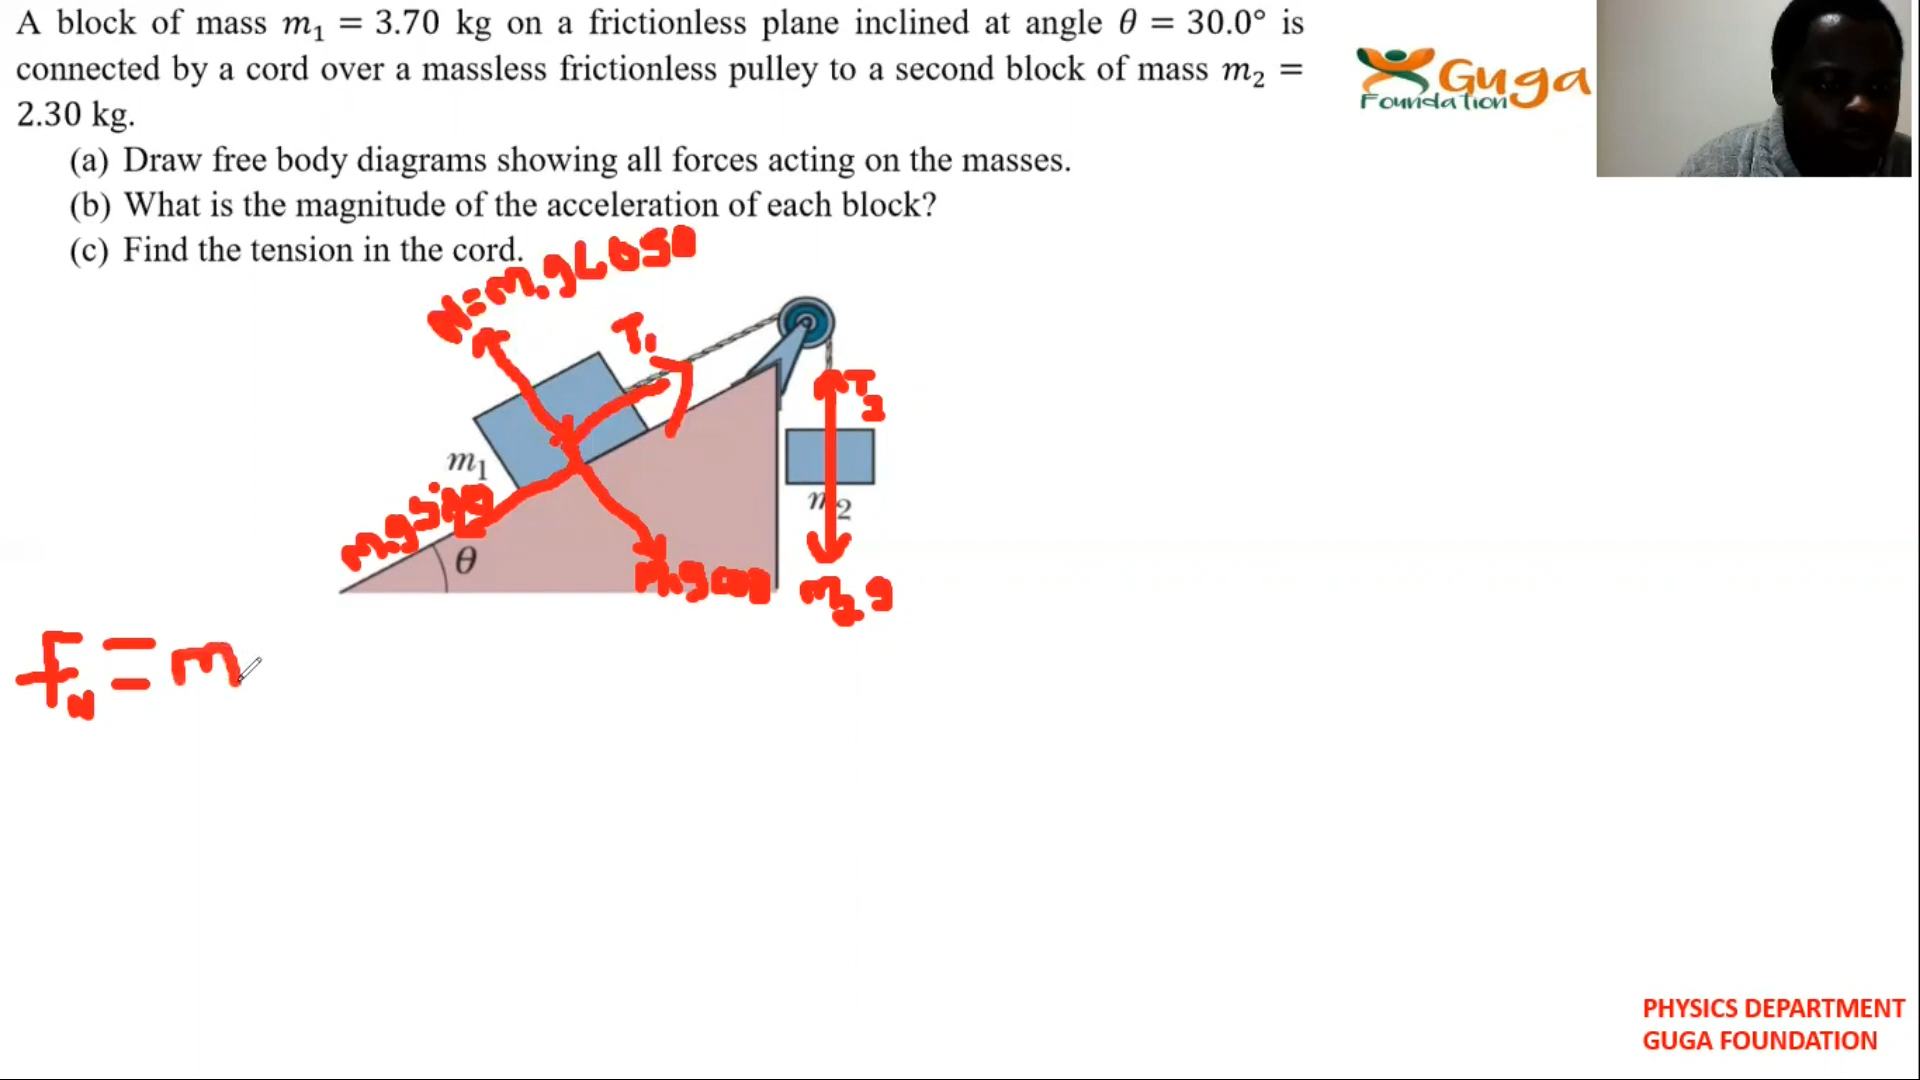 A block of mass m₁ = 3.70 kg on a frictionless plane inclined at angle θ = 30.0° is
connected by a cord over a massless frictionless pulley to a second block of mass m₂ =
2.30 kg.
(a) Draw free body diagrams showing all forces acting on the masses.
(b) What is the magnitude of the acceleration of each block?
(c) Find the tension in the cord.
Guga
Foundation
N=m₁gcosθ
T₁
T₂
m₁
m₂
m₁gsinθ
θ
m₁gcosθ
m₂g
F_N = m
PHYSICS DEPARTMENT
GUGA FOUNDATION